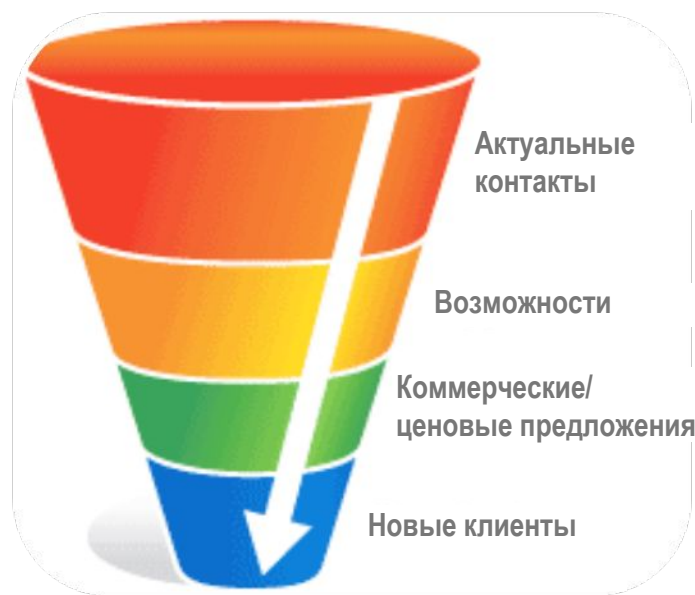 Актуальные
контакты
Возможности
Коммерческие/
ценовые предложения
Новые клиенты